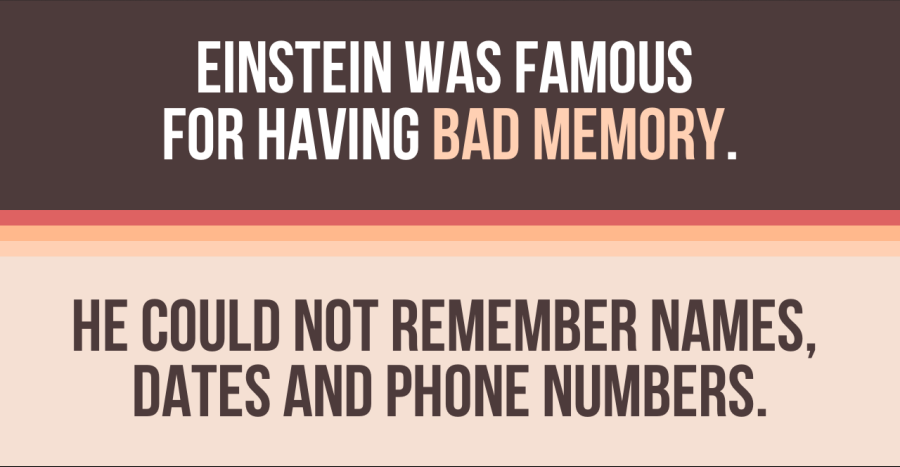 EINSTEIN WAS FAMOUS
FOR HAVING BAD MEMORY.
HE COULD NOT REMEMBER NAMES,
DATES AND PHONE NUMBERS.